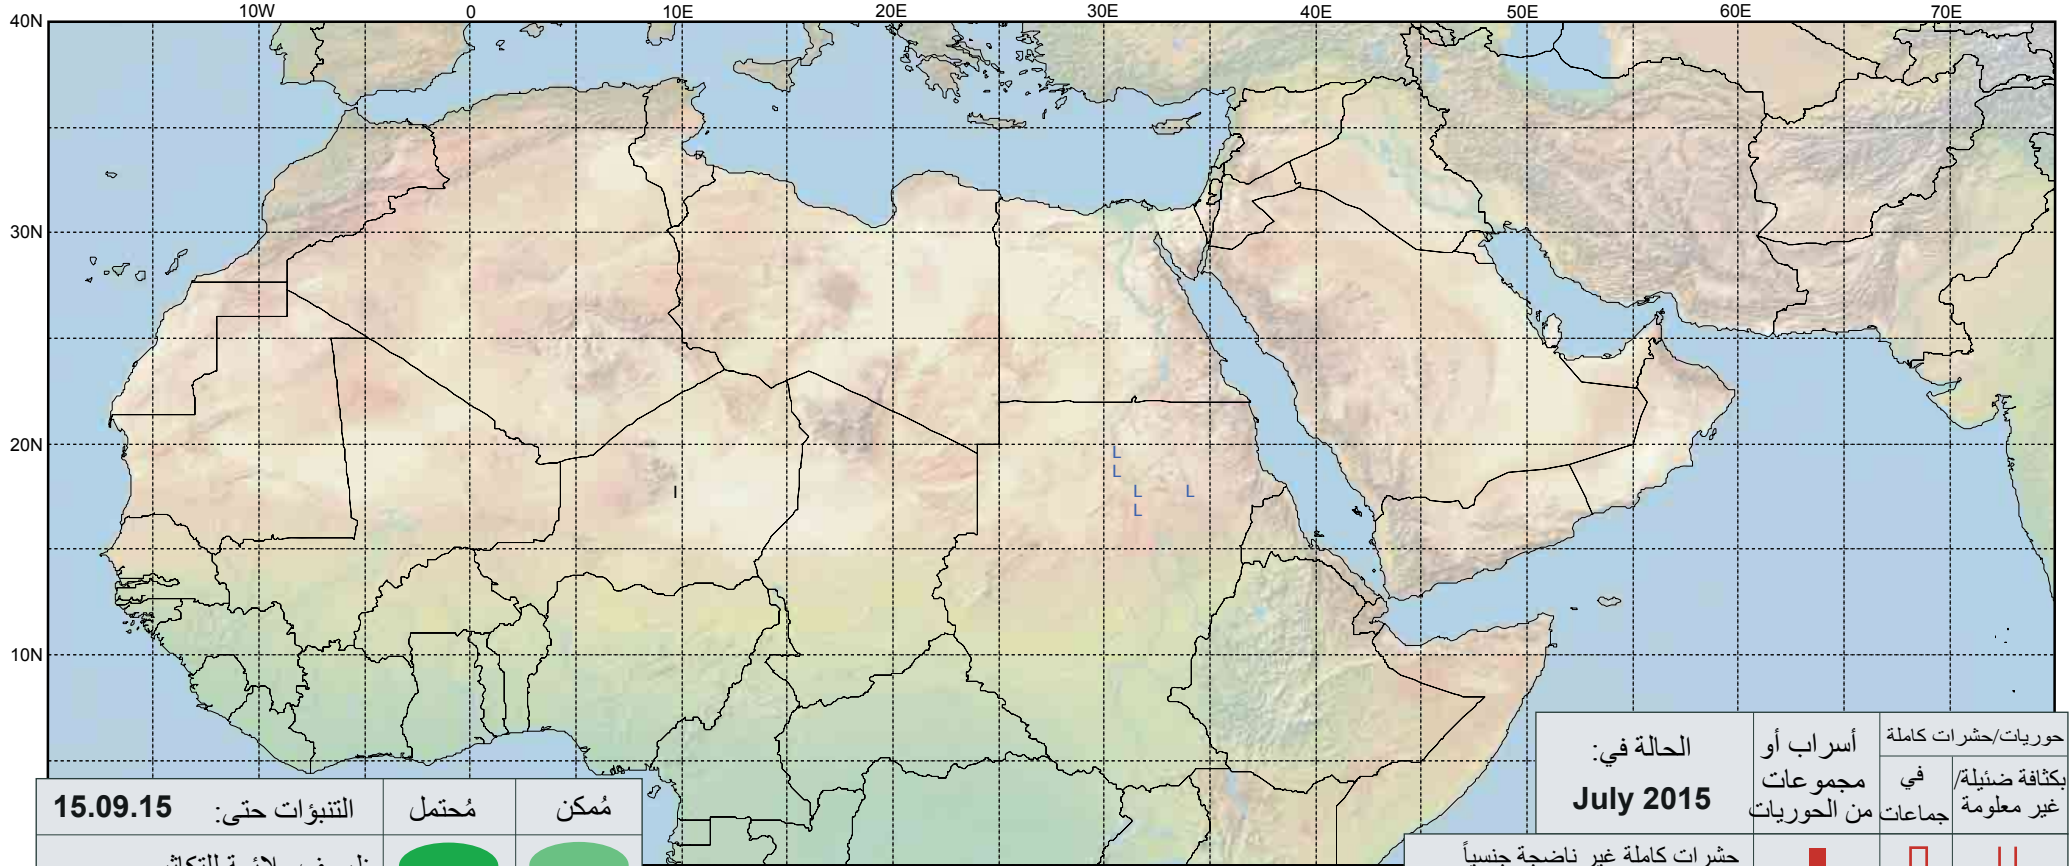 10W 0 10E 20E 30E 40E 50E 60E 70E
40N
30N
20N
10N
L
L
L L
I
L
الحالة في:
July 2015
أسراب أو
مجموعات
من الحوريات
حوريات/حشرات كاملة
في
جماعات
بكثافة ضئيلة/
غير معلومة
حشرات كاملة غير ناضجة جنسياً
التنبؤات حتى: 15.09.15
مُحتمل
مُمكن